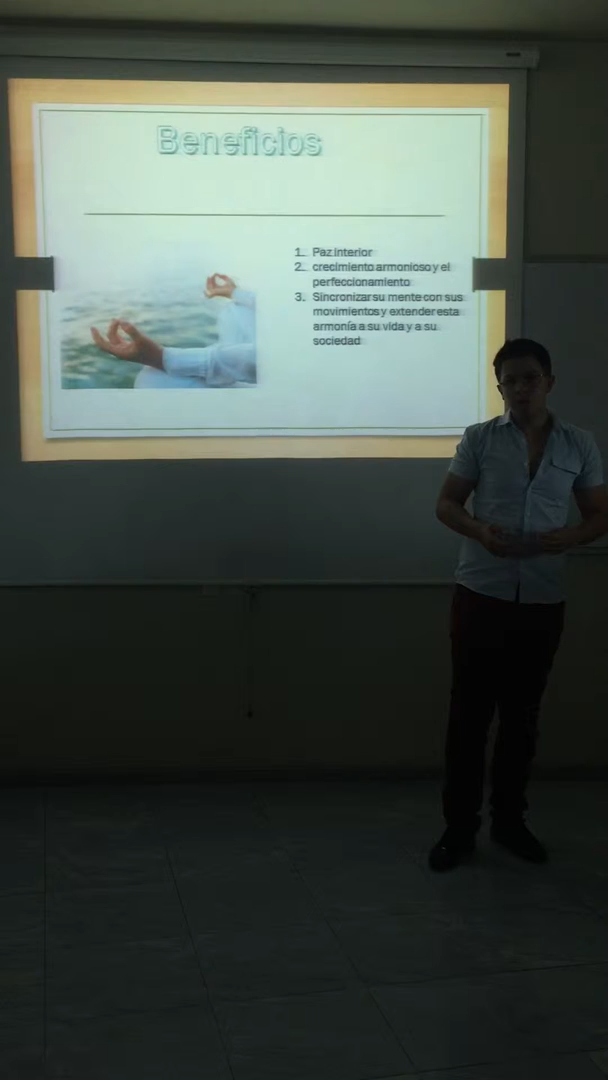 Beneficios
1. Paz interior
2. crecimiento armonioso y el
perfeccionamiento
3. Sincronizar su mente con sus
movimientos y extender esta
armonía a su vida y a su
sociedad